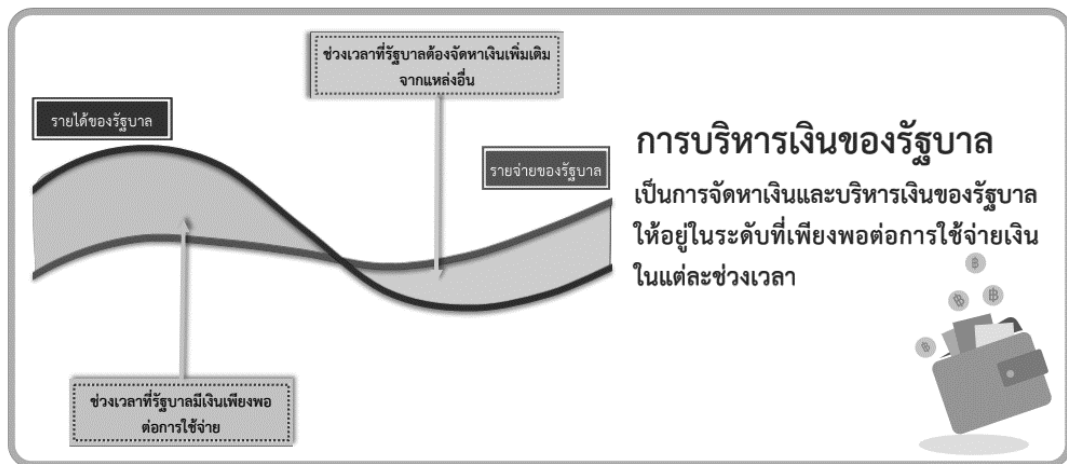 ช่วงเวลาที่รัฐบาลต้องจัดหาเงินเพิ่มเติม
จากแหล่งอื่น
รายได้ของรัฐบาล
รายจ่ายของรัฐบาล
การบริหารเงินของรัฐบาล
เป็นการจัดหาเงินและบริหารเงินของรัฐบาล
ให้อยู่ในระดับที่เพียงพอต่อการใช้จ่ายเงิน
ในแต่ละช่วงเวลา
ช่วงเวลาที่รัฐบาลมีเงินเพียงพอ
ต่อการใช้จ่าย
฿
฿
฿
฿